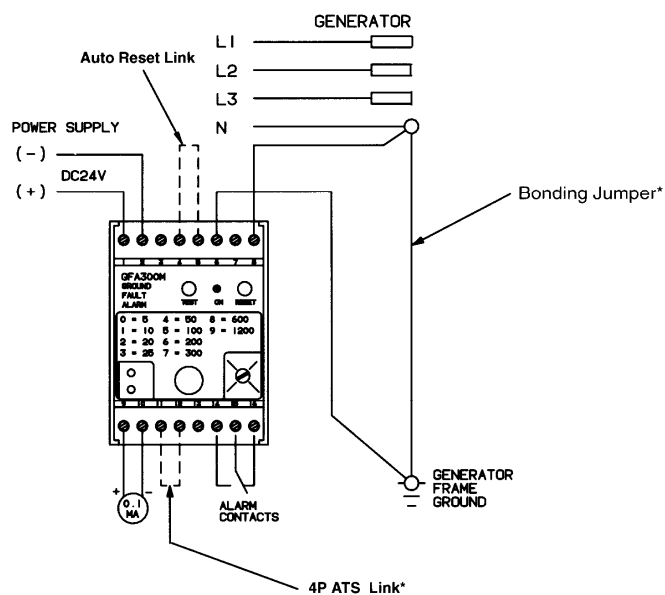 GENERATOR
L1
Auto Reset Link
L2
L3
POWER SUPPLY
N
(-)
DC24V
(+)
Bonding Jumper*
1 2 3 4 5 6 7 8
GFA300M
GROUND
FAULT
ALARM
TEST ON RESET
0 = 5 4 = 50 8 = 600
1 = 10 5 = 100 9 = 1200
2 = 20 6 = 200
3 = 25 7 = 300
9 10 11 12 13 14 15 16
+ -
0.1
MA
ALARM
CONTACTS
GENERATOR
FRAME
GROUND
4P ATS Link*